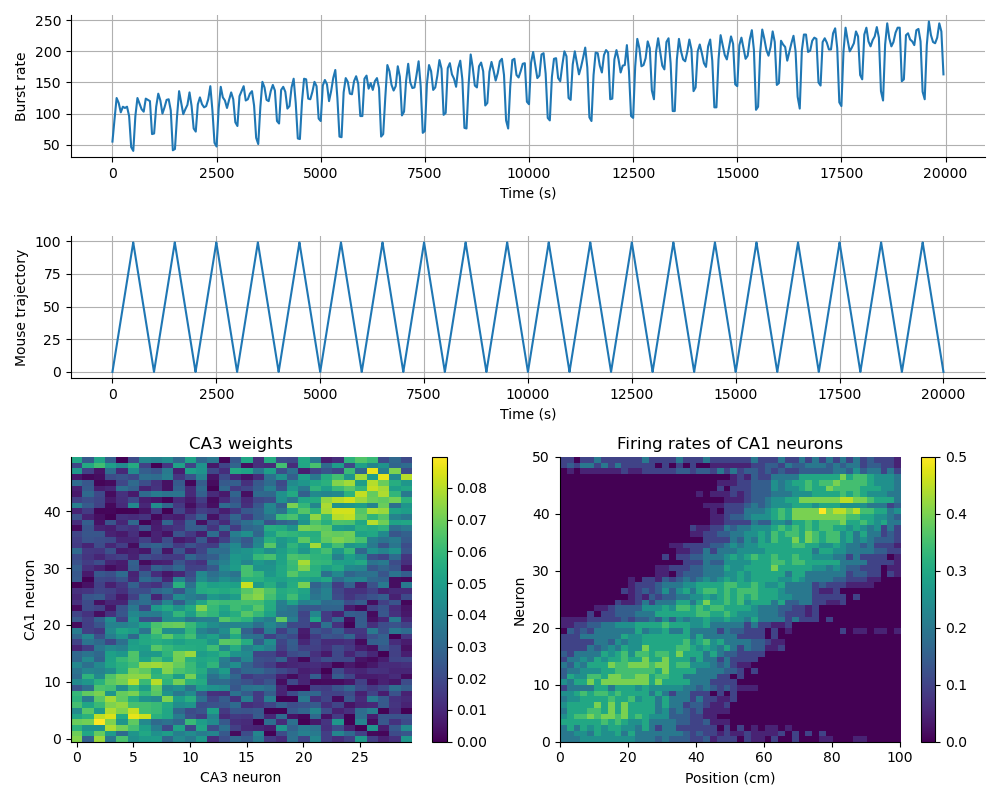 250
200
150
100
50
Burst rate
0 2500 5000 7500 10000 12500 15000 17500 20000
Time (s)
100
75
50
25
0
Mouse trajectory
0 2500 5000 7500 10000 12500 15000 17500 20000
Time (s)
CA3 weights
40
30
20
10
0
CA1 neuron
0 5 10 15 20 25
CA3 neuron
0.08
0.07
0.06
0.05
0.04
0.03
0.02
0.01
0.00
Firing rates of CA1 neurons
50
40
30
20
10
0
Neuron
0 20 40 60 80 100
Position (cm)
0.5
0.4
0.3
0.2
0.1
0.0